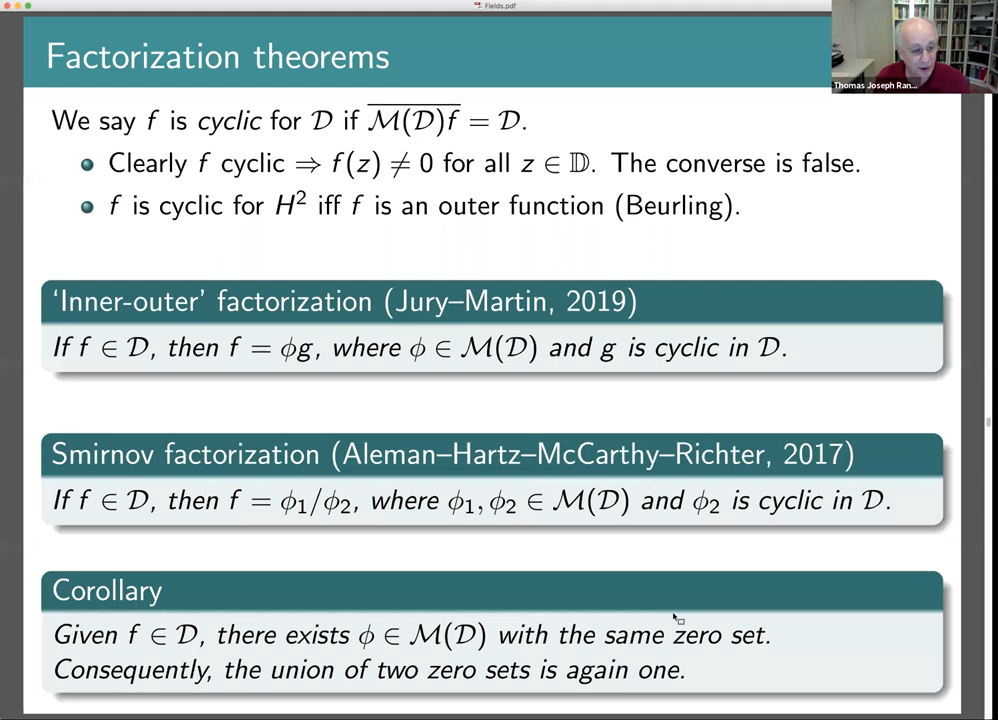 Fields.pdf
Factorization theorems
Thomas Joseph Ran...
We say f is cyclic for 𝒟 if \overline{ℳ(𝒟)f} = 𝒟.
Clearly f cyclic ⇒ f(z) ≠ 0 for all z ∈ 𝔻. The converse is false.
f is cyclic for H² iff f is an outer function (Beurling).
‘Inner-outer’ factorization (Jury–Martin, 2019)
If f ∈ 𝒟, then f = ϕg, where ϕ ∈ ℳ(𝒟) and g is cyclic in 𝒟.
Smirnov factorization (Aleman–Hartz–McCarthy–Richter, 2017)
If f ∈ 𝒟, then f = ϕ₁/ϕ₂, where ϕ₁, ϕ₂ ∈ ℳ(𝒟) and ϕ₂ is cyclic in 𝒟.
Corollary
Given f ∈ 𝒟, there exists ϕ ∈ ℳ(𝒟) with the same zero set.
Consequently, the union of two zero sets is again one.